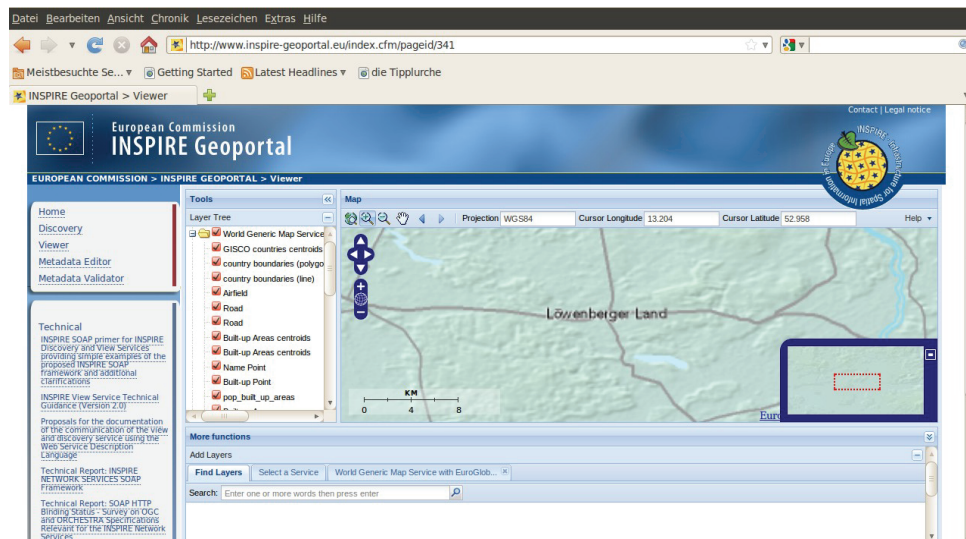 Datei Bearbeiten Ansicht Chronik Lesezeichen Extras Hilfe
http://www.inspire-geoportal.eu/index.cfm/pageid/341
Meistbesuchte Se... Getting Started Latest Headlines die Tipplurche
INSPIRE Geoportal > Viewer
Contact | Legal notice
European Commission
INSPIRE Geoportal
INSPIRE Infrastructure for Spatial Information in Europe
EUROPEAN COMMISSION > INSPIRE GEOPORTAL > Viewer
Home
Discovery
Viewer
Metadata Editor
Metadata Validator
Technical
INSPIRE SOAP primer for INSPIRE
Discovery and View Services
providing simple examples of the
proposed INSPIRE SOAP
framework and additional
clarifications
INSPIRE View Service Technical
Guidance (Version 2.0)
Proposals for the documentation
of the communication of the view
and discovery service using the
Web Service Description
Language
Technical Report: INSPIRE
NETWORK SERVICES SOAP
Framework
Technical Report: SOAP HTTP
Binding Status - Survey on OGC
and ORCHESTRA Specifications
Relevant for the INSPIRE Network
Services
Tools
Layer Tree
World Generic Map Service
GISCO countries centroids
country boundaries (polygo
country boundaries (line)
Airfield
Road
Road
Built-up Areas centroids
Built-up Areas centroids
Name Point
Built-up Point
pop_built_up_areas
Map
Projection WGS84 Cursor Longitude 13.204 Cursor Latitude 52.958 Help
Löwenberger Land
KM
0 4 8
Euro
More functions
Add Layers
Find Layers Select a Service World Generic Map Service with EuroGlob...
Search: Enter one or more words then press enter